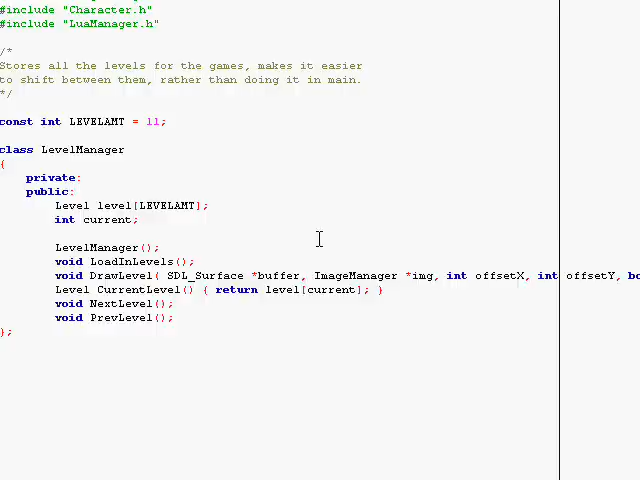 #include "Character.h"
#include "LuaManager.h"
/*
Stores all the levels for the games, makes it easier
to shift between them, rather than doing it in main.
*/
const int LEVELAMT = 11;
class LevelManager
{
private:
public:
Level level[LEVELAMT];
int current;
LevelManager();
void LoadInLevels();
void DrawLevel( SDL_Surface *buffer, ImageManager *img, int offsetX, int offsetY, bo
Level CurrentLevel() { return level[current]; }
void NextLevel();
void PrevLevel();
};